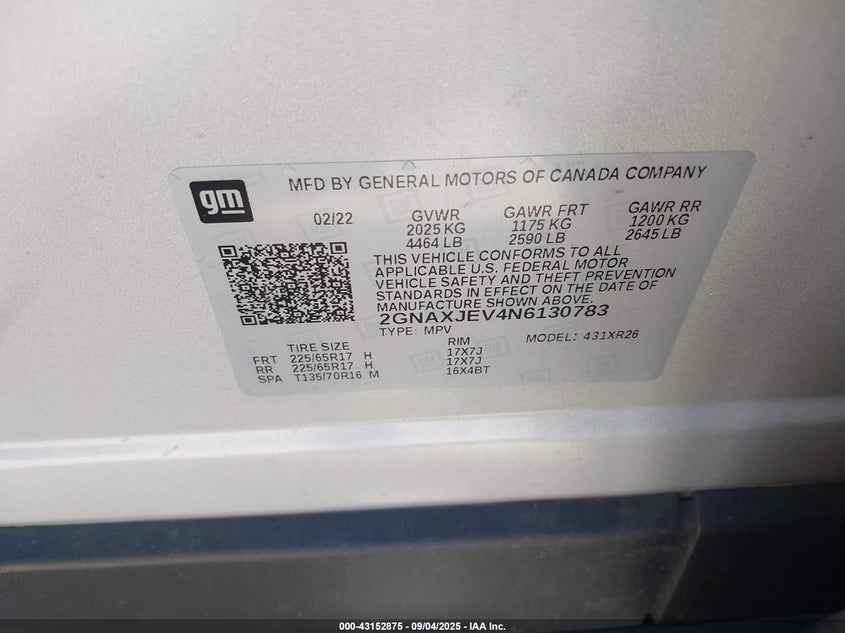 gm
MFD BY GENERAL MOTORS OF CANADA COMPANY
02/22 GVWR GAWR FRT GAWR RR
2025 KG 1175 KG 1200 KG
4464 LB 2590 LB 2645 LB
THIS VEHICLE CONFORMS TO ALL
APPLICABLE U.S. FEDERAL MOTOR
VEHICLE SAFETY AND THEFT PREVENTION
STANDARDS IN EFFECT ON THE DATE OF
MANUFACTURE SHOWN ABOVE.
2GNAXJEV4N6130783
TYPE: MPV MODEL: 431XR26
TIRE SIZE RIM
FRT 225/65R17 H 17X7J
RR 225/65R17 H 17X7J
SPA T135/70R16 M 16X4BT
000-43152875 - 09/04/2025 - IAA Inc.